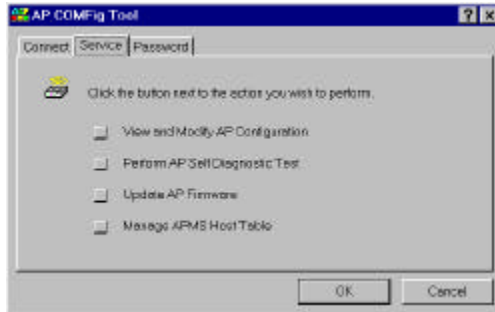 AP COMFig Tool
Connect Service Password
Click the button next to the action you wish to perform.
View and Modify AP Configuration
Perform AP Self Diagnostic Test
Update AP Firmware
Manage APMS Host Table
OK Cancel